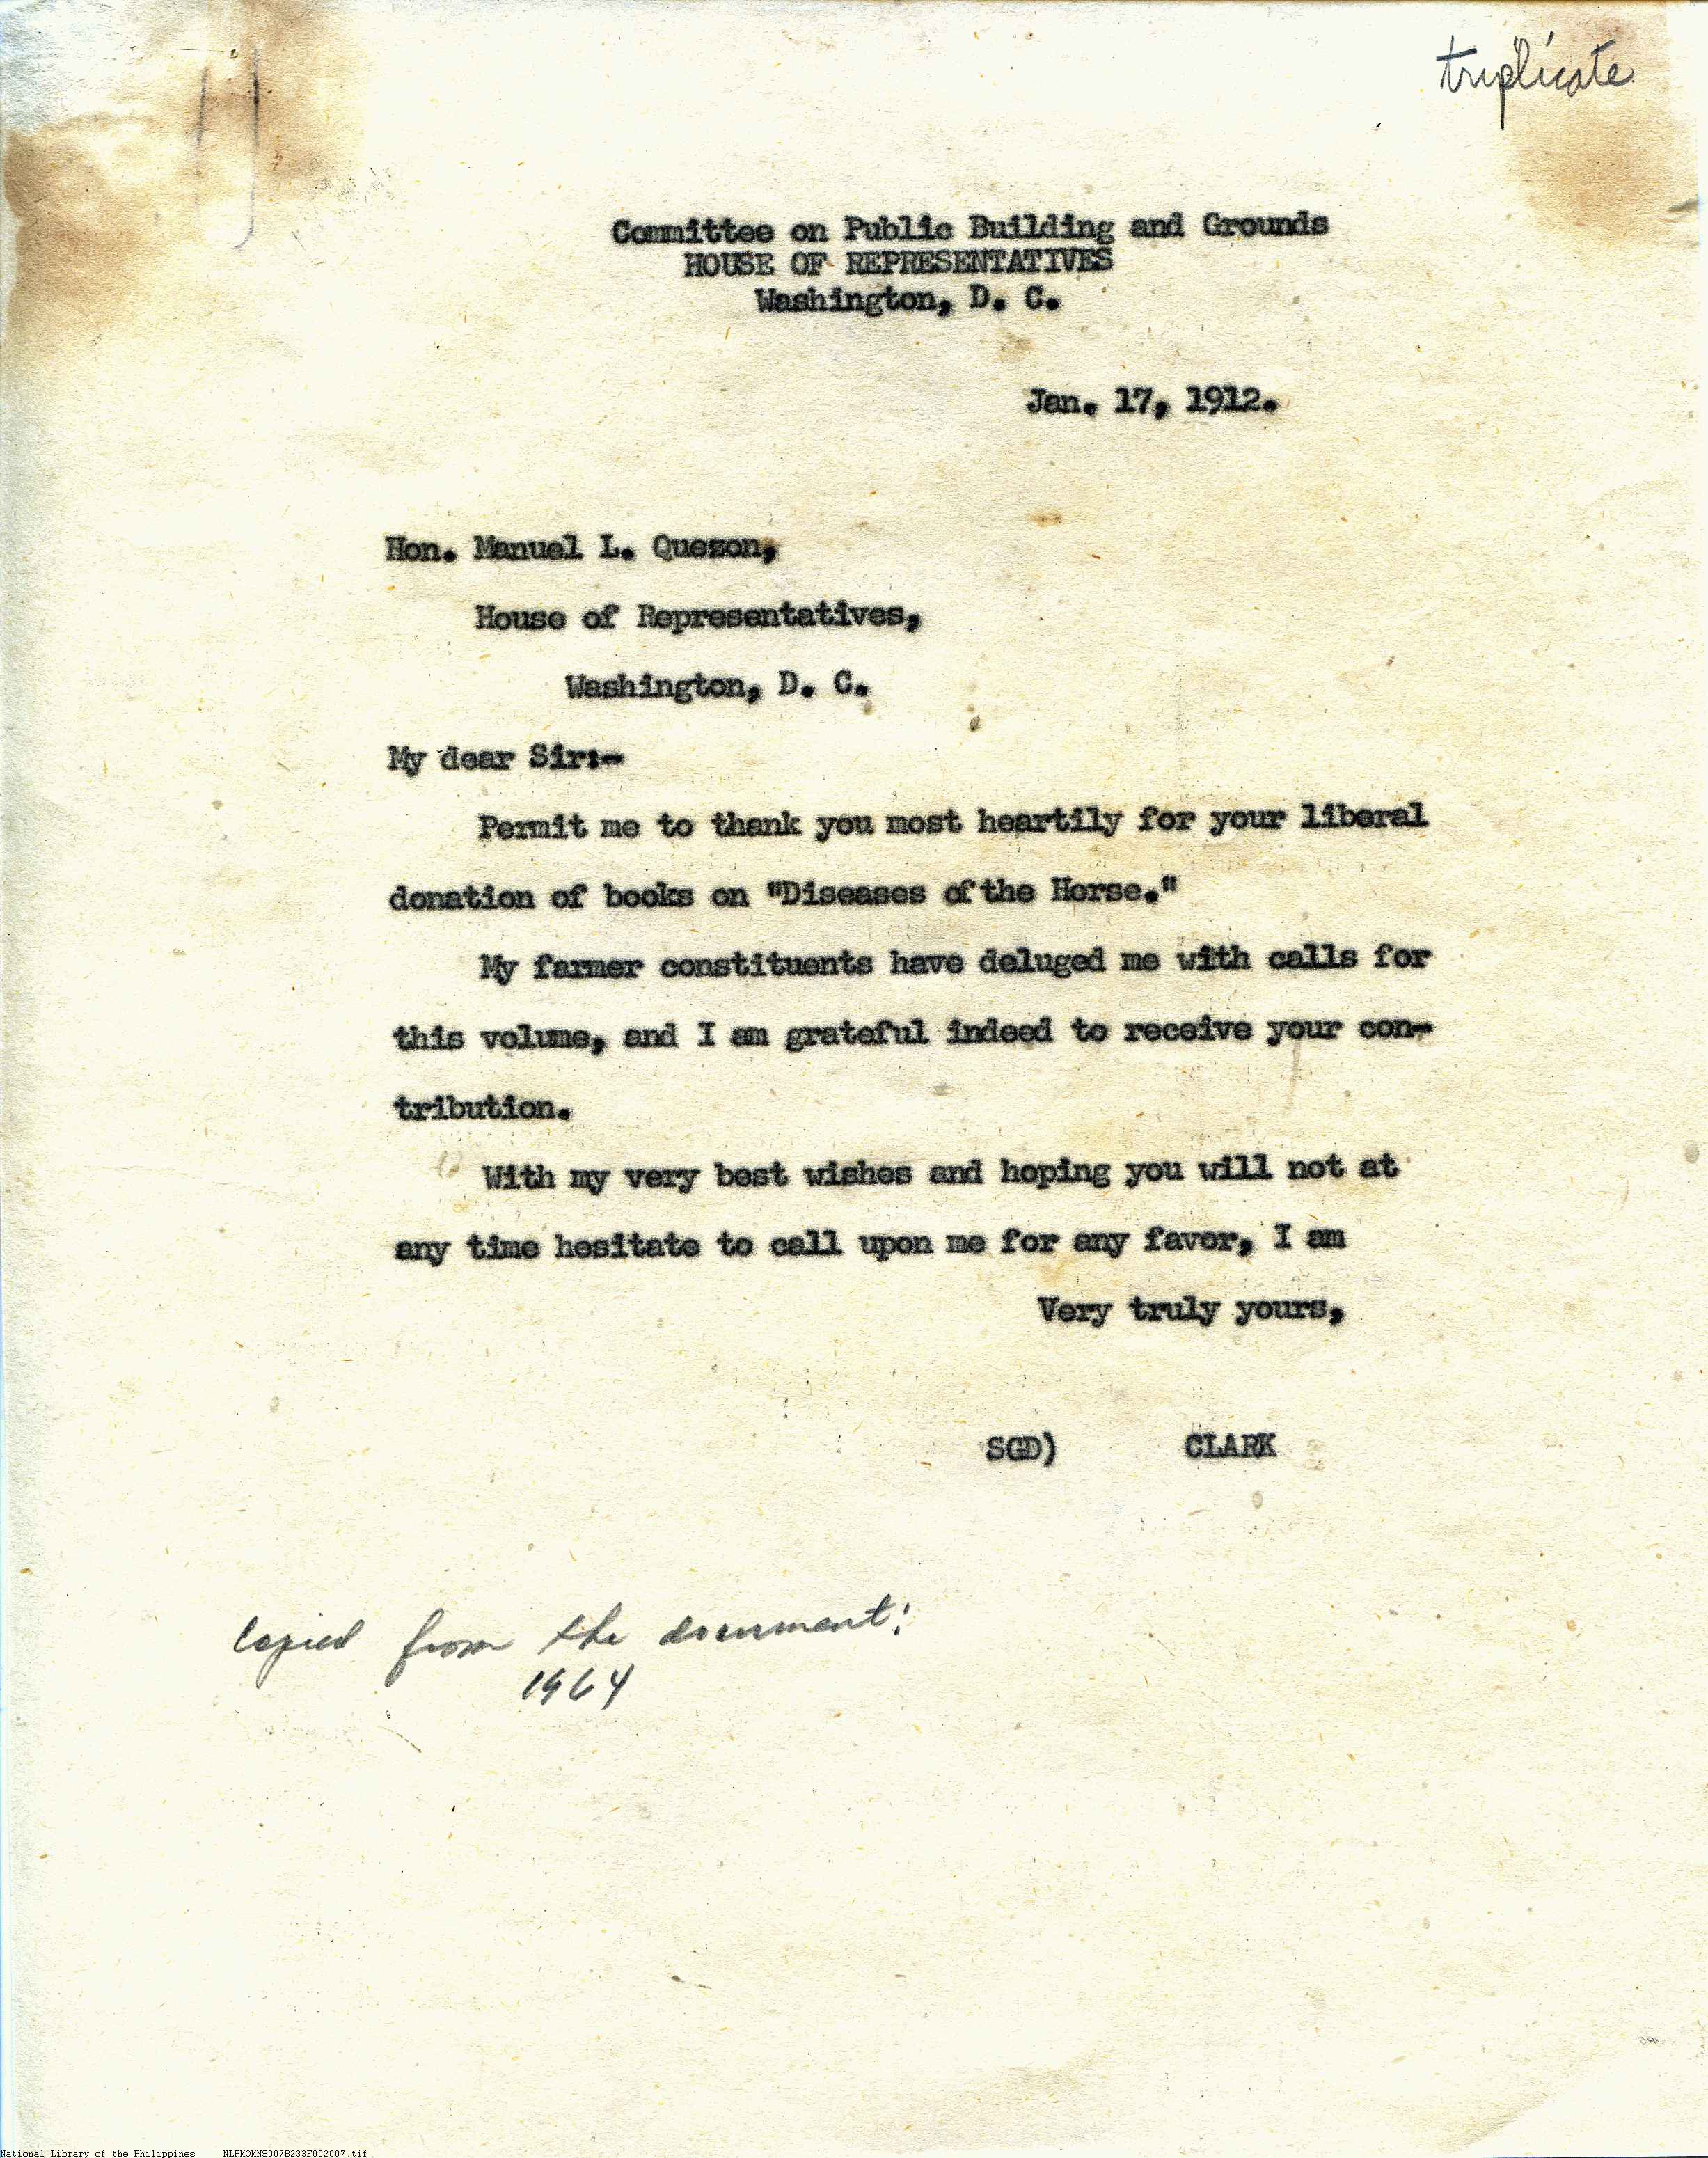 triplicate
Committee on Public Building and Grounds
HOUSE OF REPRESENTATIVES
Washington, D. C.
Jan. 17, 1912.
Hon. Manuel L. Quezon,
House of Representatives,
Washington, D. C.
My dear Sir:-
Permit me to thank you most heartily for your liberal
donation of books on "Diseases of the Horse."
My farmer constituents have deluged me with calls for
this volume, and I am grateful indeed to receive your con-
tribution.
With my very best wishes and hoping you will not at
any time hesitate to call upon me for any favor, I am
Very truly yours,
SGD) CLARK
Copied from the document:
1964
National Library of the Philippines NLPMQMNS007B233F002007.tif